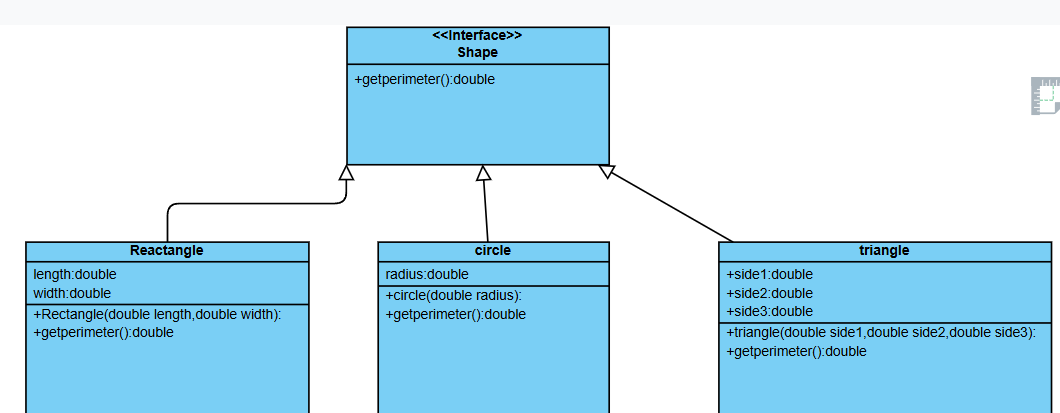 <<Interface>>
Shape
+getperimeter():double
Reactangle
length:double
width:double
+Rectangle(double length,double width):
+getperimeter():double
circle
radius:double
+circle(double radius):
+getperimeter():double
triangle
+side1:double
+side2:double
+side3:double
+triangle(double side1,double side2,double side3):
+getperimeter():double